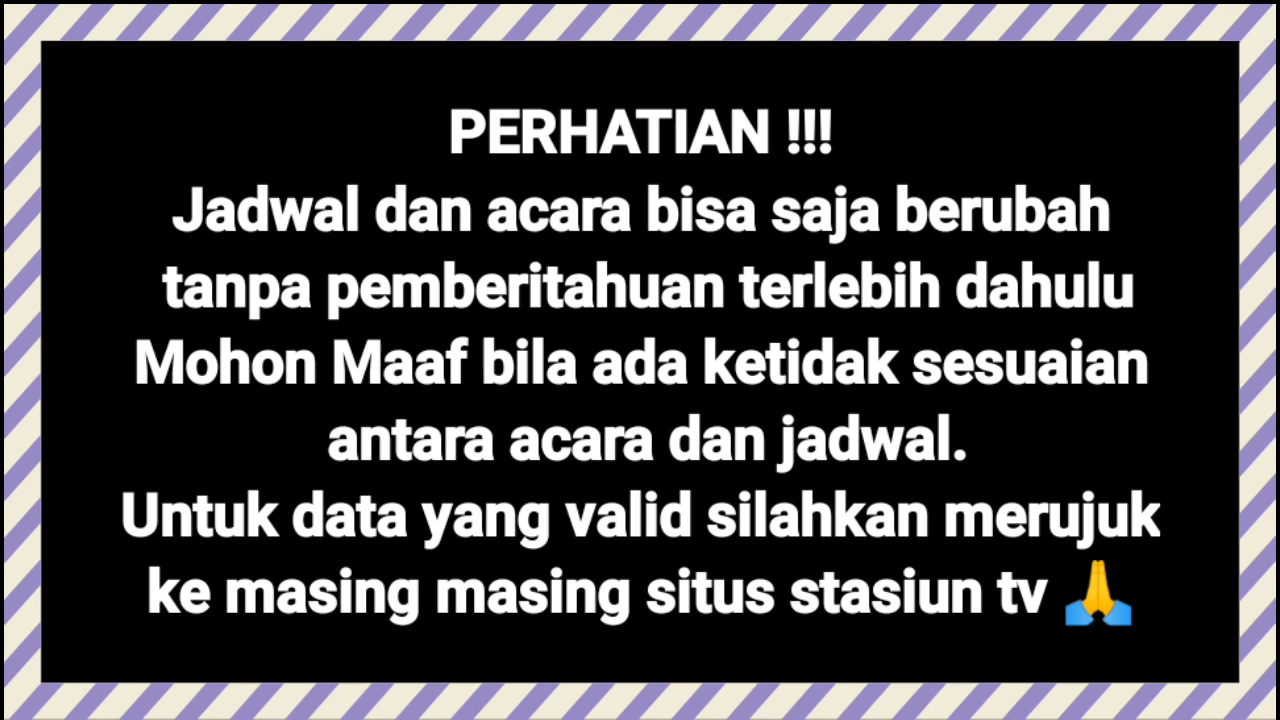 PERHATIAN !!!
Jadwal dan acara bisa saja berubah
tanpa pemberitahuan terlebih dahulu
Mohon Maaf bila ada ketidak sesuaian
antara acara dan jadwal.
Untuk data yang valid silahkan merujuk
ke masing masing situs stasiun tv 🙏